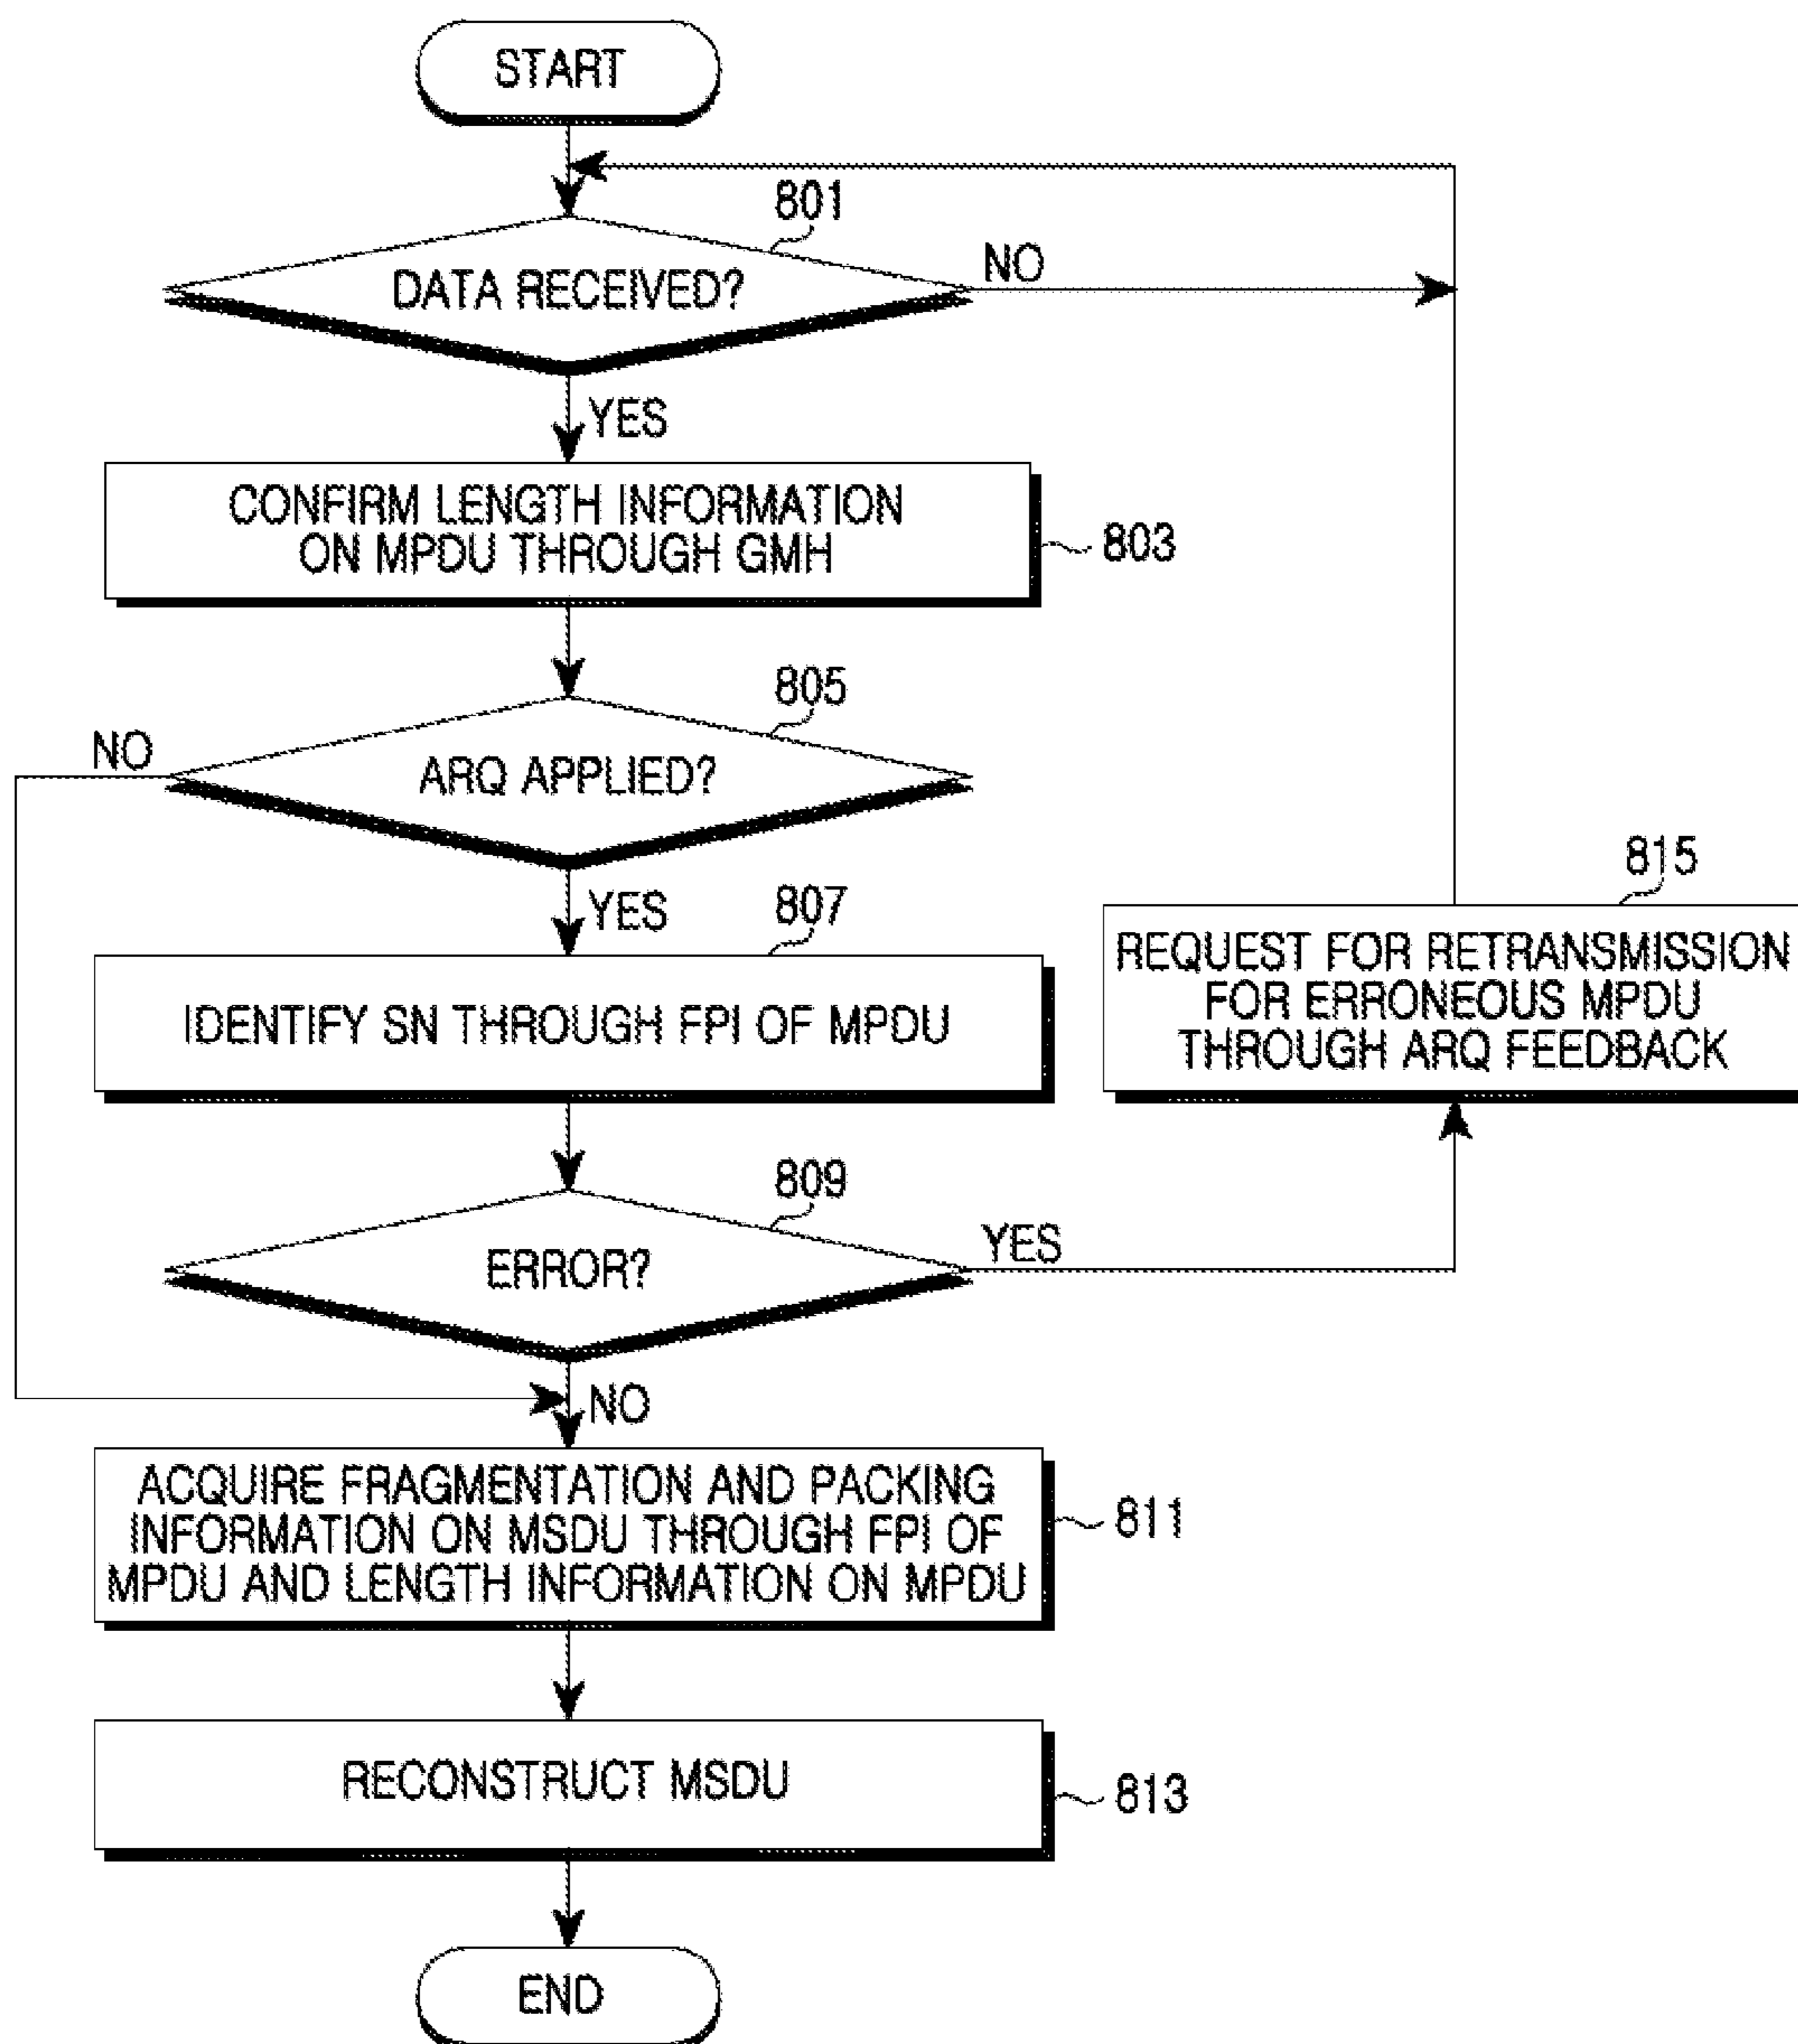 START
801
DATA RECEIVED?
NO
YES
CONFIRM LENGTH INFORMATION
ON MPDU THROUGH GMH
803
805
NO
ARQ APPLIED?
YES
807
815
IDENTIFY SN THROUGH FPI OF MPDU
REQUEST FOR RETRANSMISSION
FOR ERRONEOUS MPDU
THROUGH ARQ FEEDBACK
809
ERROR?
YES
NO
ACQUIRE FRAGMENTATION AND PACKING
INFORMATION ON MSDU THROUGH FPI OF
MPDU AND LENGTH INFORMATION ON MPDU
811
RECONSTRUCT MSDU
813
END